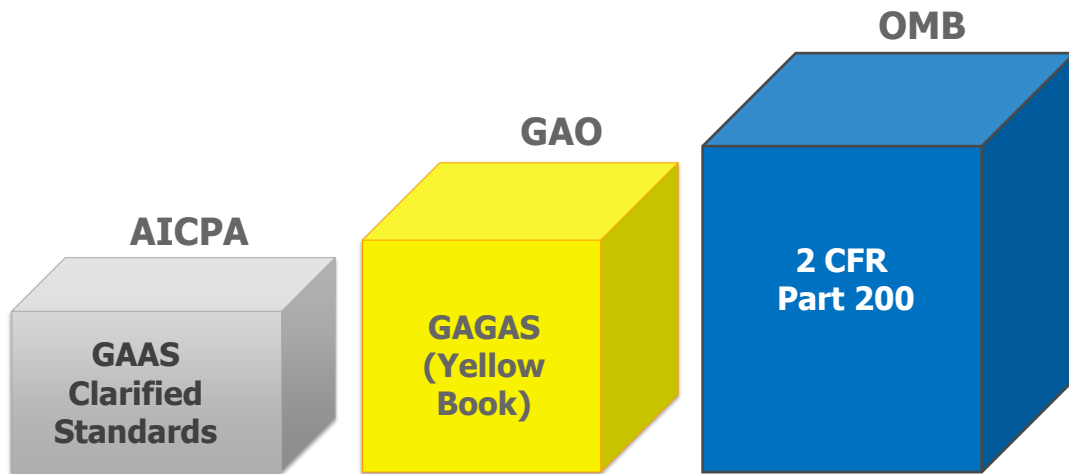 AICPA
GAAS
Clarified
Standards
GAO
GAGAS
(Yellow
Book)
OMB
2 CFR
Part 200